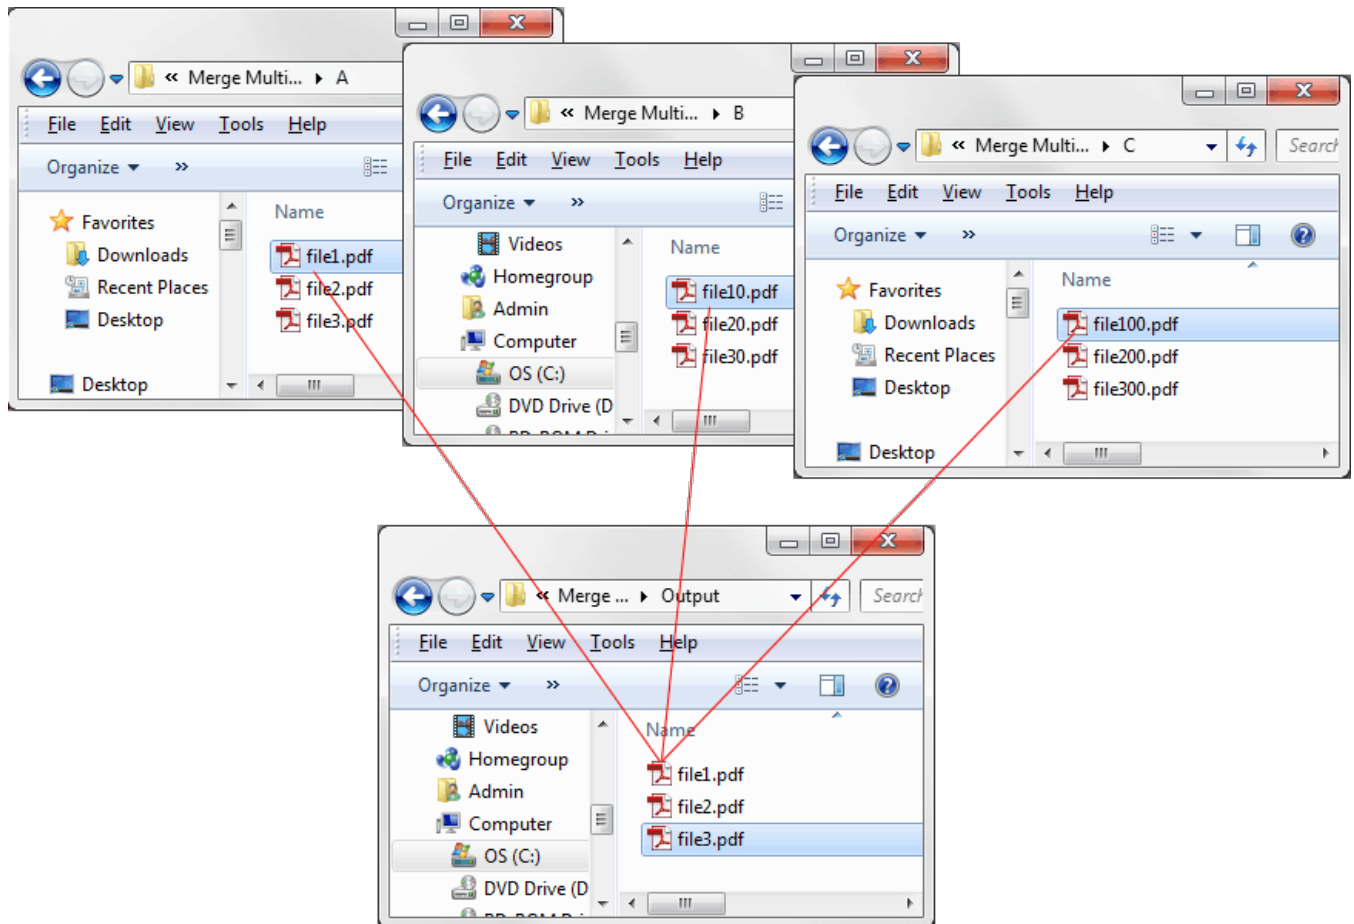 « Merge Multi... ▸ A
File Edit View Tools Help
Organize »
Favorites
Downloads
Recent Places
Desktop
Desktop
Name
file1.pdf
file2.pdf
file3.pdf
« Merge Multi... ▸ B
File Edit View Tools Help
Organize »
Videos
Homegroup
Admin
Computer
OS (C:)
DVD Drive (D
Name
file10.pdf
file20.pdf
file30.pdf
« Merge Multi... ▸ C
Search
File Edit View Tools Help
Organize »
Favorites
Downloads
Recent Places
Desktop
Desktop
Name
file100.pdf
file200.pdf
file300.pdf
« Merge ... ▸ Output
Search
File Edit View Tools Help
Organize »
Videos
Homegroup
Admin
Computer
OS (C:)
DVD Drive (D
Name
file1.pdf
file2.pdf
file3.pdf